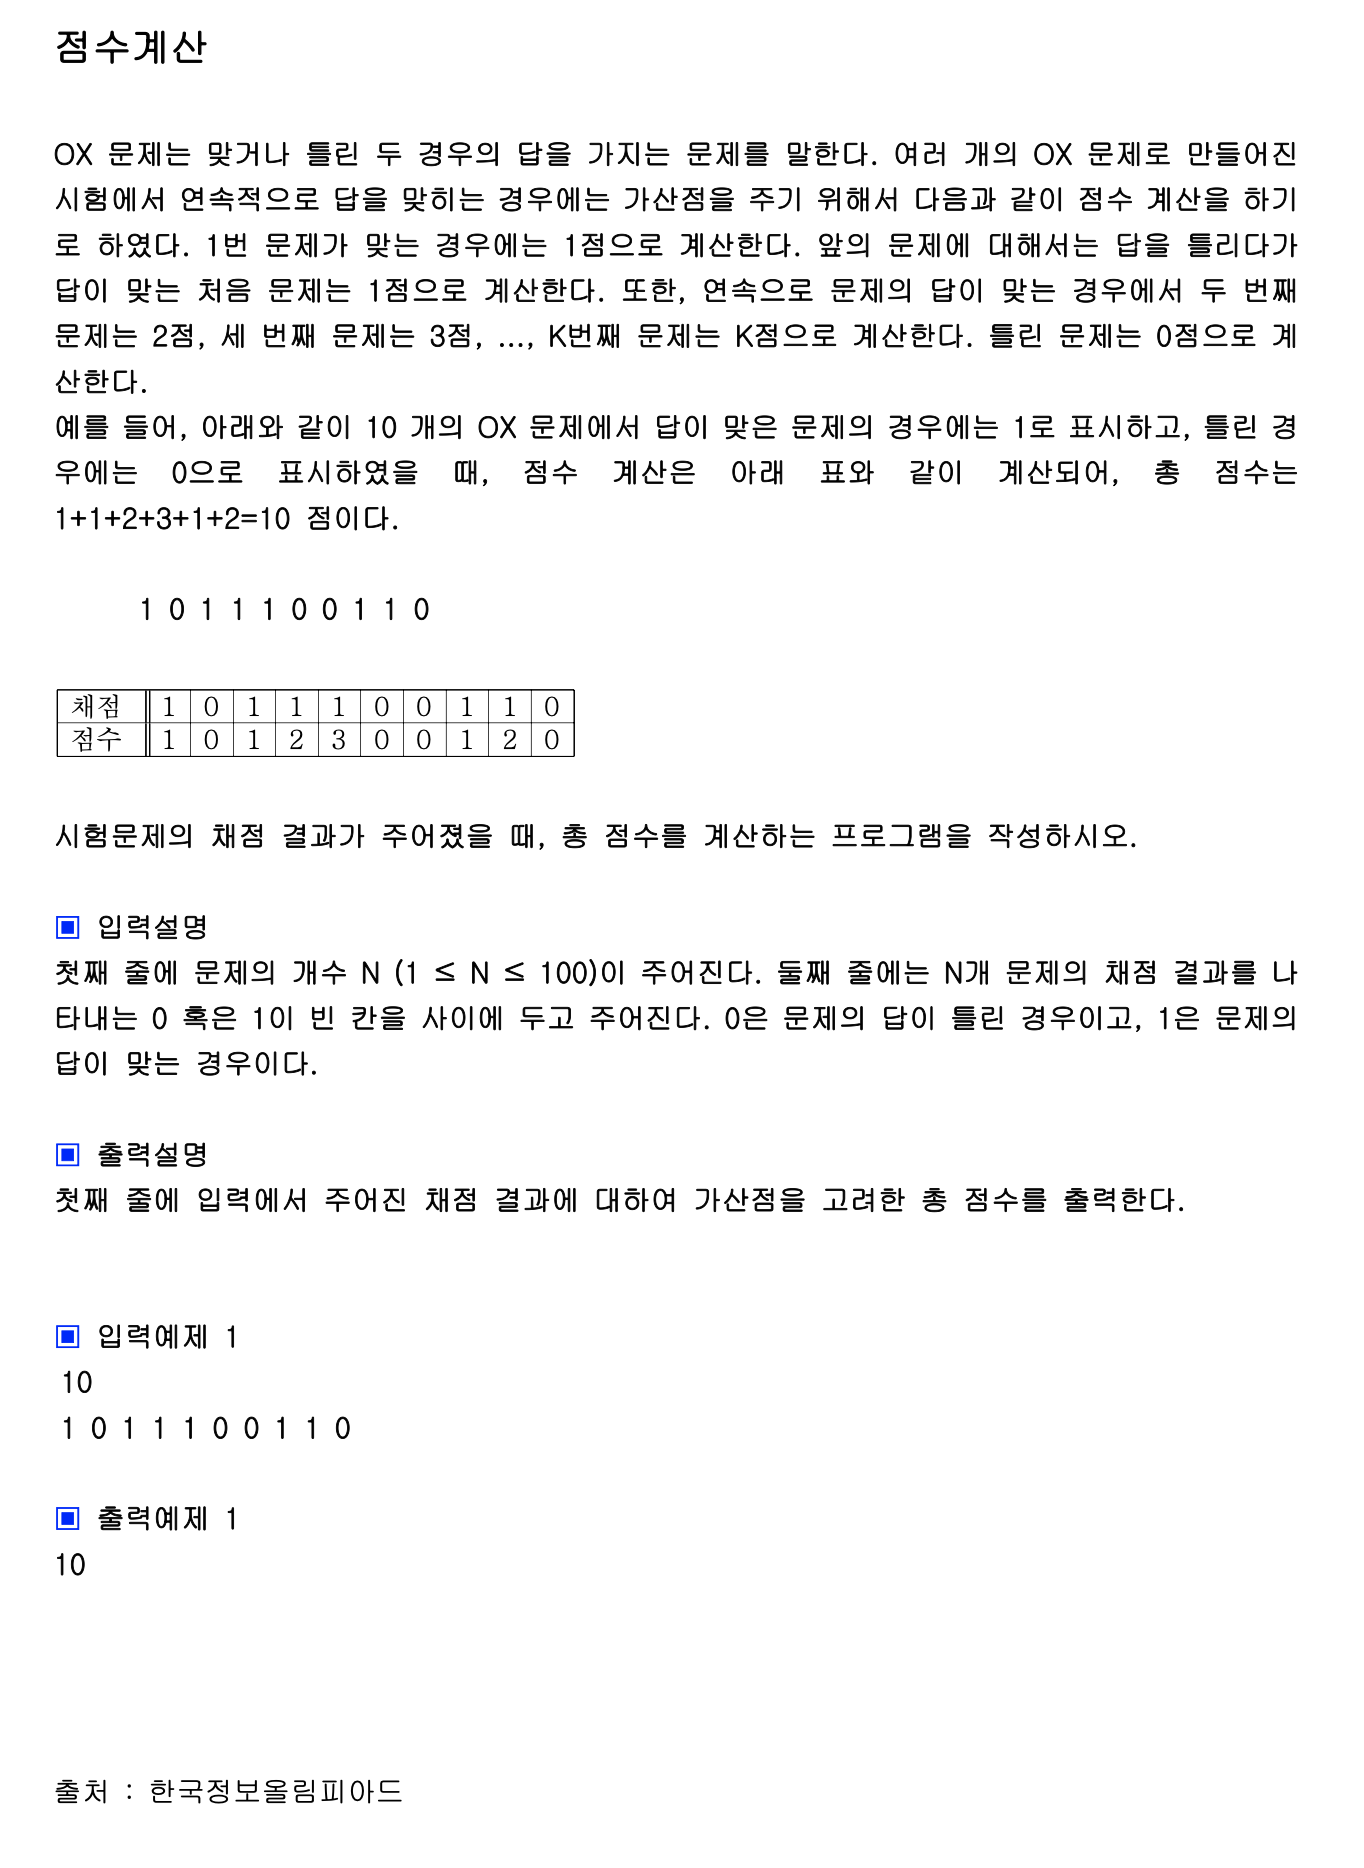 점수계산
OX 문제는 맞거나 틀린 두 경우의 답을 가지는 문제를 말한다. 여러 개의 OX 문제로 만들어진
시험에서 연속적으로 답을 맞히는 경우에는 가산점을 주기 위해서 다음과 같이 점수 계산을 하기
로 하였다. 1번 문제가 맞는 경우에는 1점으로 계산한다. 앞의 문제에 대해서는 답을 틀리다가
답이 맞는 처음 문제는 1점으로 계산한다. 또한, 연속으로 문제의 답이 맞는 경우에서 두 번째
문제는 2점, 세 번째 문제는 3점, ..., K번째 문제는 K점으로 계산한다. 틀린 문제는 0점으로 계
산한다.
예를 들어, 아래와 같이 10 개의 OX 문제에서 답이 맞은 문제의 경우에는 1로 표시하고, 틀린 경
우에는 0으로 표시하였을 때, 점수 계산은 아래 표와 같이 계산되어, 총 점수는
1+1+2+3+1+2=10 점이다.
1 0 1 1 1 0 0 1 1 0
채점 1 0 1 1 1 0 0 1 1 0
점수 1 0 1 2 3 0 0 1 2 0
시험문제의 채점 결과가 주어졌을 때, 총 점수를 계산하는 프로그램을 작성하시오.
▣ 입력설명
첫째 줄에 문제의 개수 N (1 ≤ N ≤ 100)이 주어진다. 둘째 줄에는 N개 문제의 채점 결과를 나
타내는 0 혹은 1이 빈 칸을 사이에 두고 주어진다. 0은 문제의 답이 틀린 경우이고, 1은 문제의
답이 맞는 경우이다.
▣ 출력설명
첫째 줄에 입력에서 주어진 채점 결과에 대하여 가산점을 고려한 총 점수를 출력한다.
▣ 입력예제 1
10
1 0 1 1 1 0 0 1 1 0
▣ 출력예제 1
10
출처 : 한국정보올림피아드